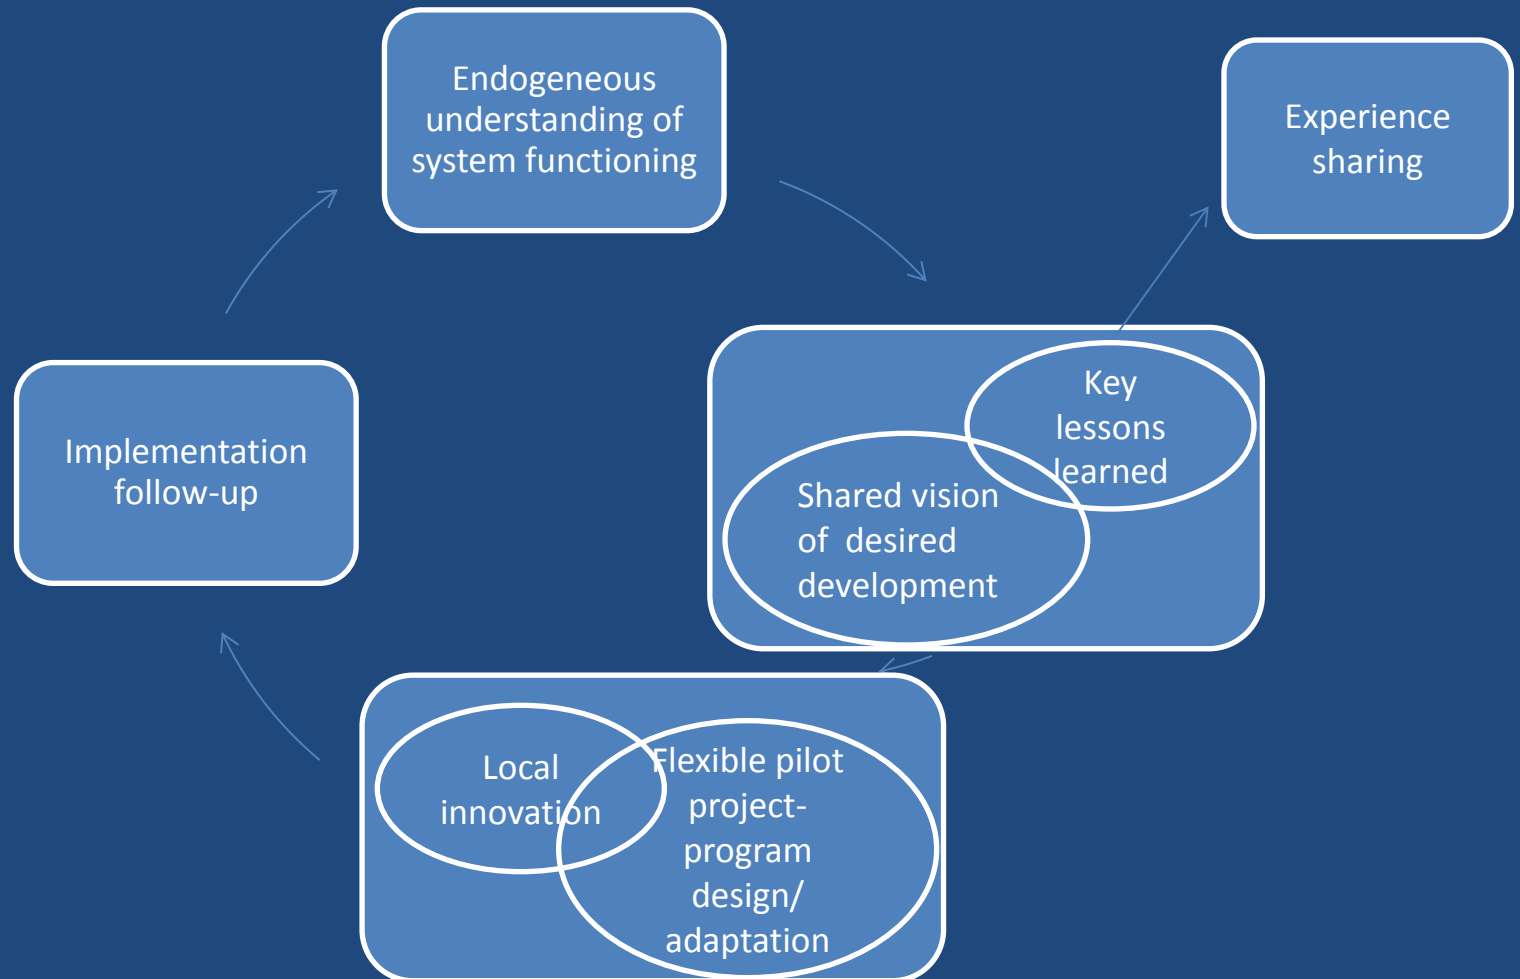 Endogeneous
understanding of
system functioning
Experience
sharing
Key
lessons
learned
Implementation
follow-up
Shared vision
of desired
development
Local
innovation
Flexible pilot
project-
program
design/
adaptation